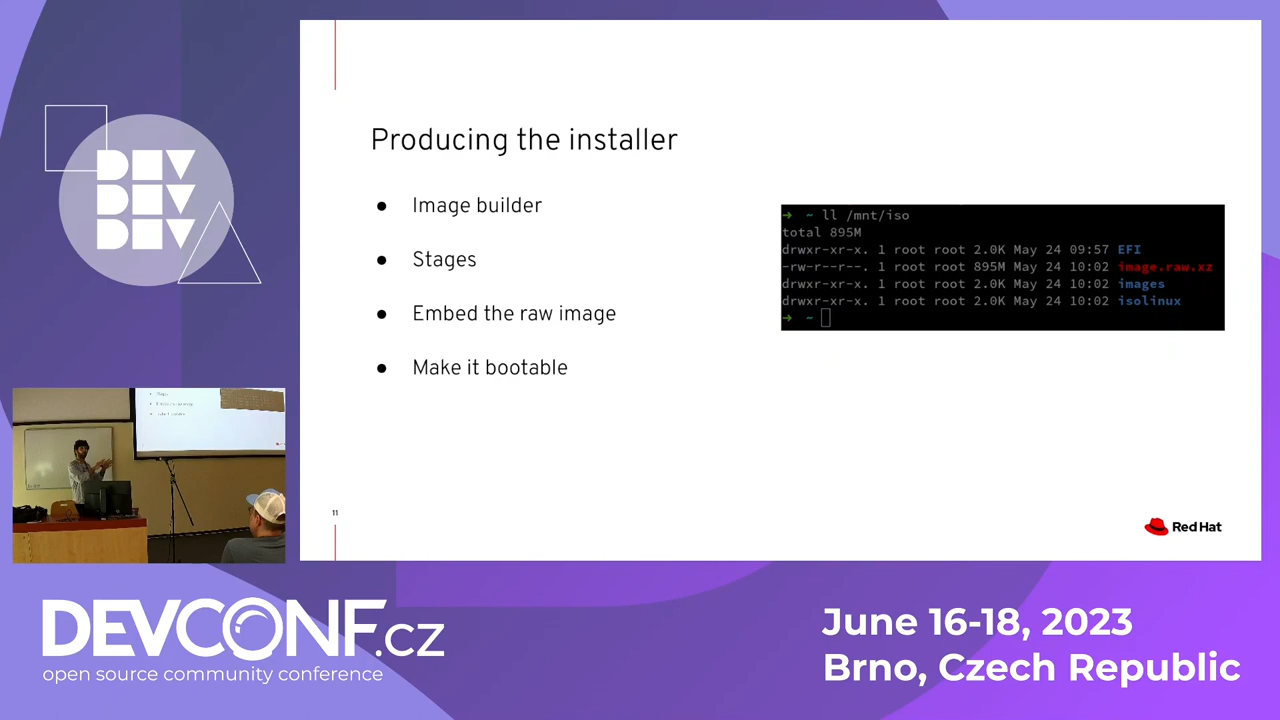 DEV
DEV
DEV
Producing the installer
● Image builder
● Stages
● Embed the raw image
● Make it bootable
➜ ~ ll /mnt/iso
total 895M
drwxr-xr-x. 1 root root 2.0K May 24 09:57 EFI
-rw-r--r--. 1 root root 895M May 24 10:02 image.raw.xz
drwxr-xr-x. 1 root root 2.0K May 24 10:02 images
drwxr-xr-x. 1 root root 2.0K May 24 10:02 isolinux
➜ ~
11
Red Hat
DEVCONF.cz
open source community conference
June 16-18, 2023
Brno, Czech Republic